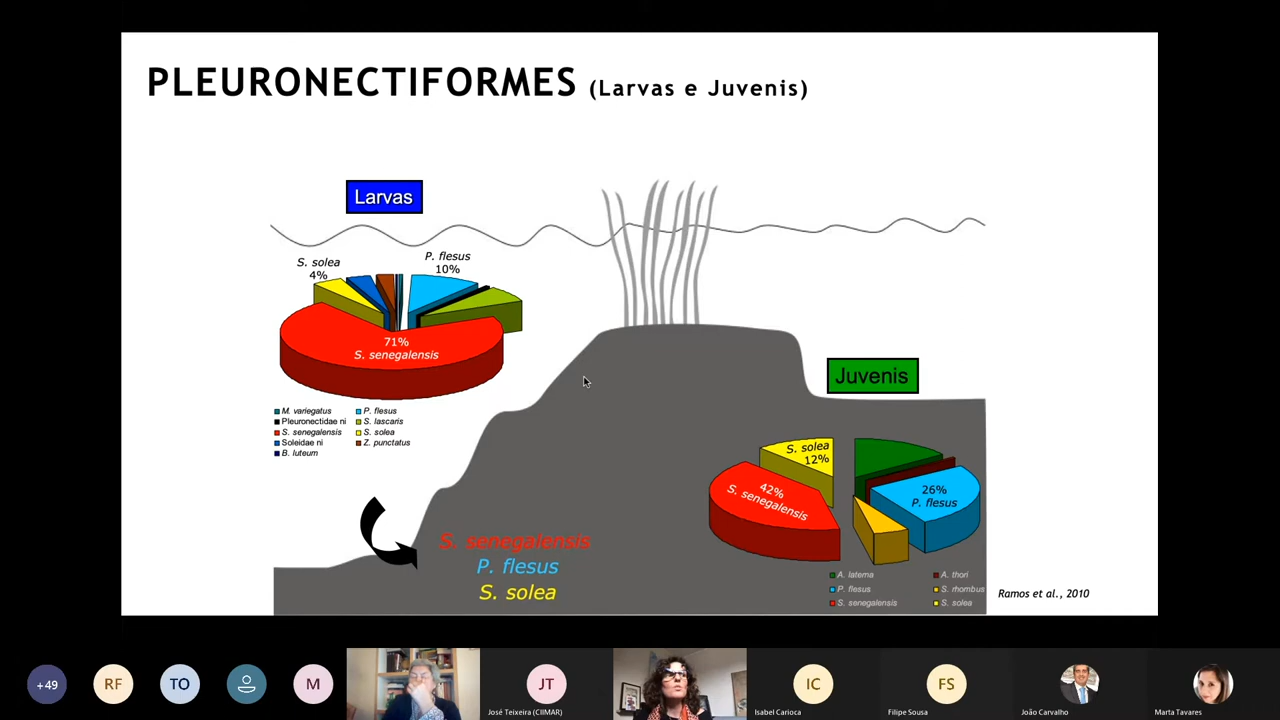 PLEURONECTIFORMES (Larvas e Juvenis)
Larvas
S. solea
4%
P. flesus
10%
71%
S. senegalensis
M. variegatus
P. flesus
Pleuronectidae ni
S. lascaris
S. senegalensis
S. solea
Soleidae ni
Z. punctatus
B. luteum
Juvenis
S. solea
12%
42%
S. senegalensis
26%
P. flesus
S. senegalensis
P. flesus
S. solea
A. laterna
A. thori
P. flesus
S. rhombus
S. senegalensis
S. solea
Ramos et al., 2010
+49
RF
TO
M
JT
José Teixeira (CIIMAR)
IC
Isabel Carioca
FS
Filipe Sousa
João Carvalho
Marta Tavares